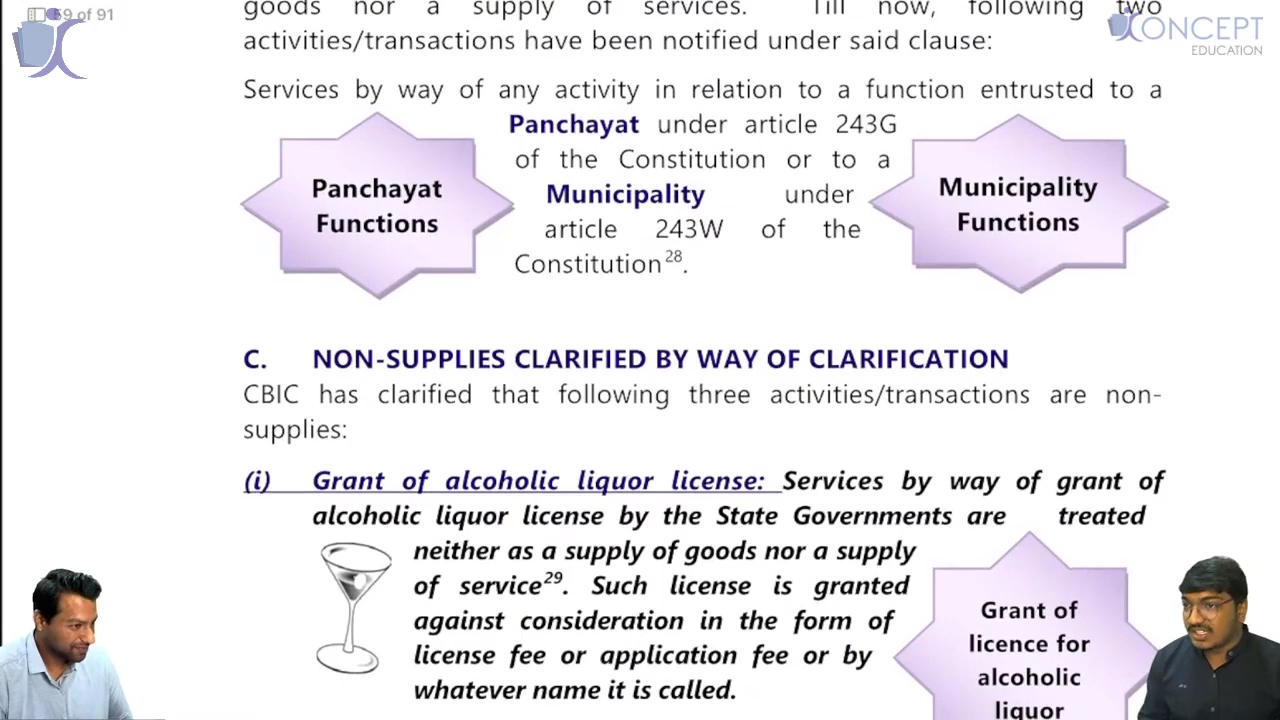 59 of 91
CONCEPT
EDUCATION
goods nor a supply of services. Till now, following two
activities/transactions have been notified under said clause:
Services by way of any activity in relation to a function entrusted to a
Panchayat under article 243G
of the Constitution or to a
Municipality under
article 243W of the
Constitution28.
Panchayat
Functions
Municipality
Functions
C. NON-SUPPLIES CLARIFIED BY WAY OF CLARIFICATION
CBIC has clarified that following three activities/transactions are non-
supplies:
(i) Grant of alcoholic liquor license: Services by way of grant of
alcoholic liquor license by the State Governments are treated
neither as a supply of goods nor a supply
of service29. Such license is granted
against consideration in the form of
license fee or application fee or by
whatever name it is called.
Grant of
licence for
alcoholic
liquor